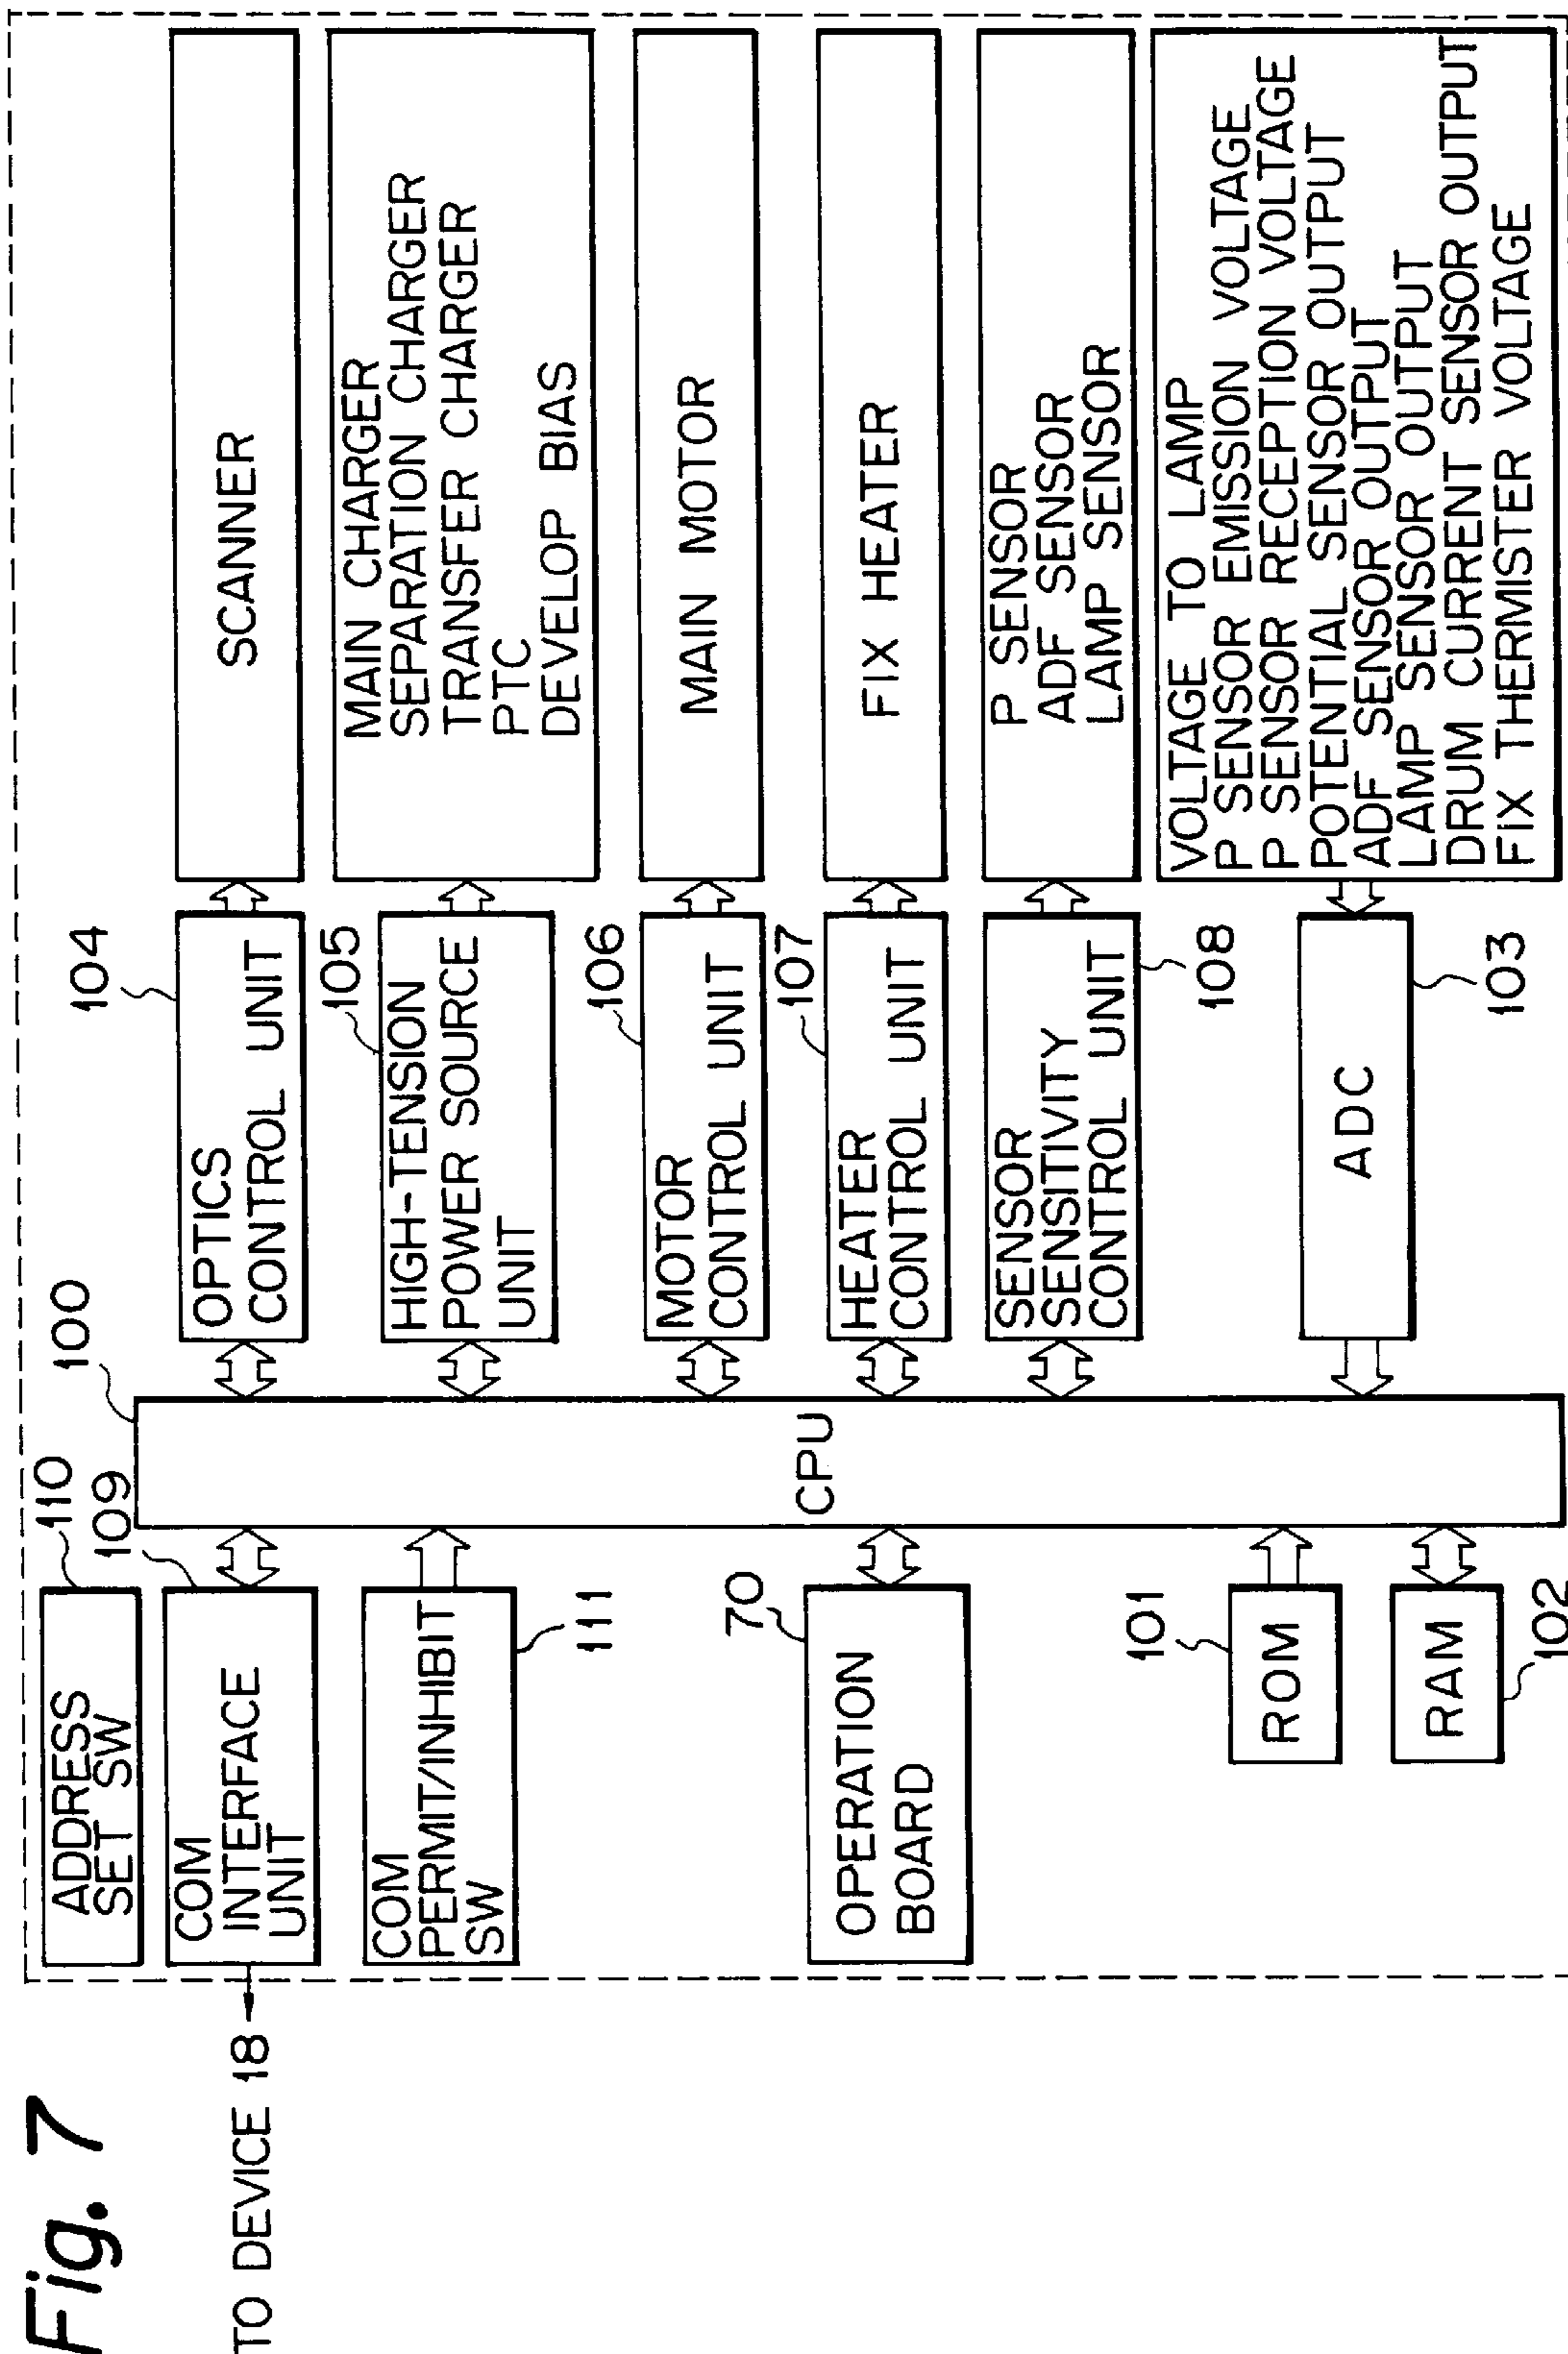 Fig. 7
TO DEVICE 18
ADDRESS
SET SW
110
COM
INTERFACE
UNIT
109
COM
PERMIT/INHIBIT
SW
111
OPERATION
BOARD
70
ROM
101
RAM
102
CPU
100
OPTICS
CONTROL UNIT
104
HIGH-TENSION
POWER SOURCE
UNIT
105
MOTOR
CONTROL UNIT
106
HEATER
CONTROL UNIT
107
SENSOR
SENSITIVITY
CONTROL UNIT
108
ADC
103
SCANNER
MAIN CHARGER
SEPARATION CHARGER
TRANSFER CHARGER
PTC
DEVELOP BIAS
MAIN MOTOR
FIX HEATER
P SENSOR
ADF SENSOR
LAMP SENSOR
VOLTAGE TO LAMP
P SENSOR EMISSION VOLTAGE
P SENSOR RECEPTION VOLTAGE
POTENTIAL SENSOR OUTPUT
ADF SENSOR OUTPUT
LAMP SENSOR OUTPUT
DRUM CURRENT SENSOR OUTPUT
FIX THERMISTER VOLTAGE